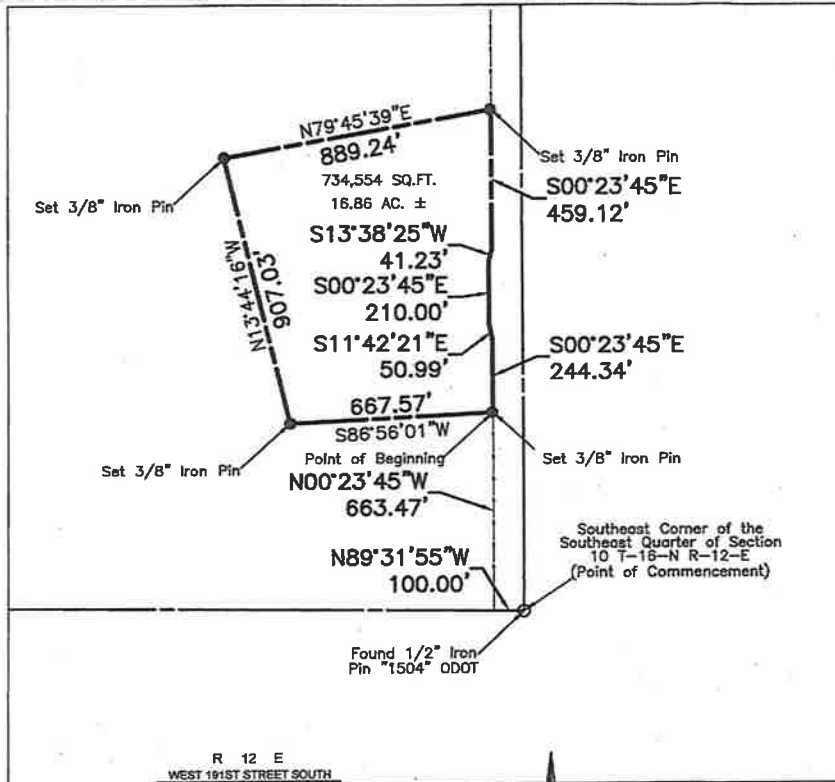 N79°45'39"E
889.24'
734,554 SQ.FT.
16.86 AC. ±
Set 3/8" Iron Pin
Set 3/8" Iron Pin
S00°23'45"E
459.12'
S13°38'25"W
41.23'
S00°23'45"E
210.00'
S11°42'21"E
50.99'
S00°23'45"E
244.34'
N13°44'16"W
907.03'
667.57'
S86°56'01"W
Set 3/8" Iron Pin
Point of Beginning
Set 3/8" Iron Pin
N00°23'45"W
663.47'
N89°31'55"W
100.00'
Southeast Corner of the
Southeast Quarter of Section
10 T-16-N R-12-E
(Point of Commencement)
Found 1/2" Iron
Pin "1504" ODOT
R 12 E
WEST 191ST STREET SOUTH